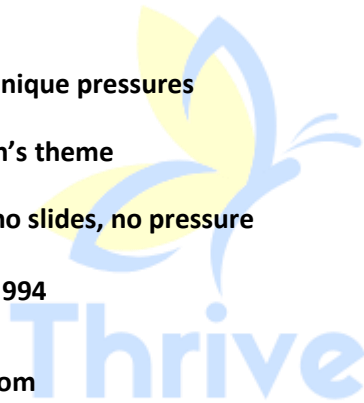 nique pressures
n's theme
no slides, no pressure
994
om
Thrive